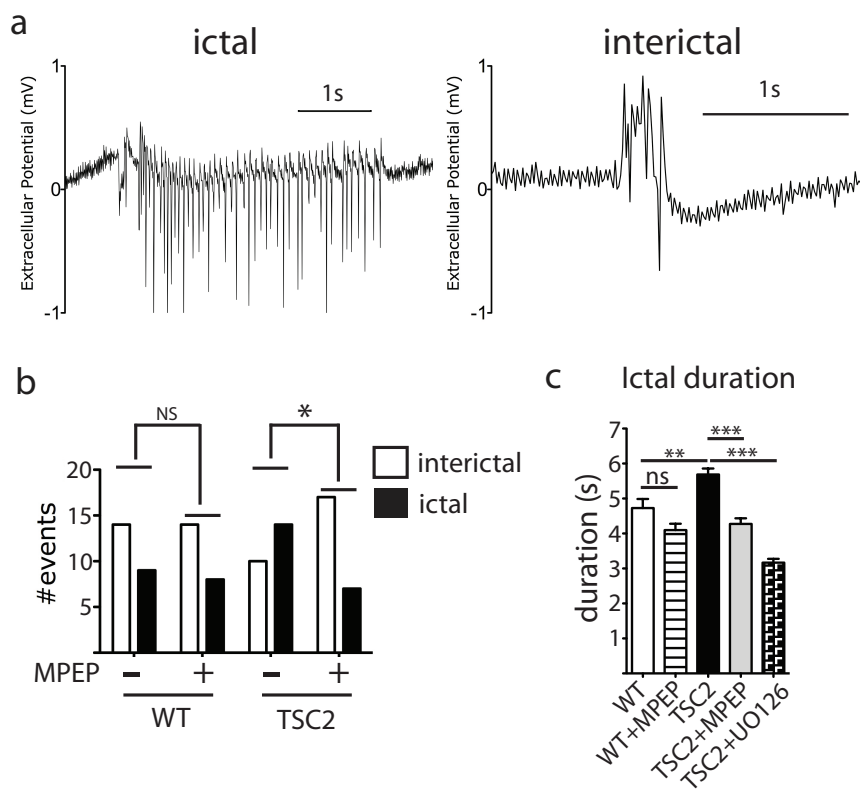 a
ictal
interictal
Extracellular Potential (mV)
1
0
-1
1s
Extracellular Potential (mV)
1
0
-1
1s
b
NS
*
interictal
ictal
#events
20
15
10
5
MPEP
- + - +
WT TSC2
c
Ictal duration
duration (s)
7
6
5
4
3
2
1
***
** ***
ns
WT
WT+MPEP
TSC2
TSC2+MPEP
TSC2+UO126